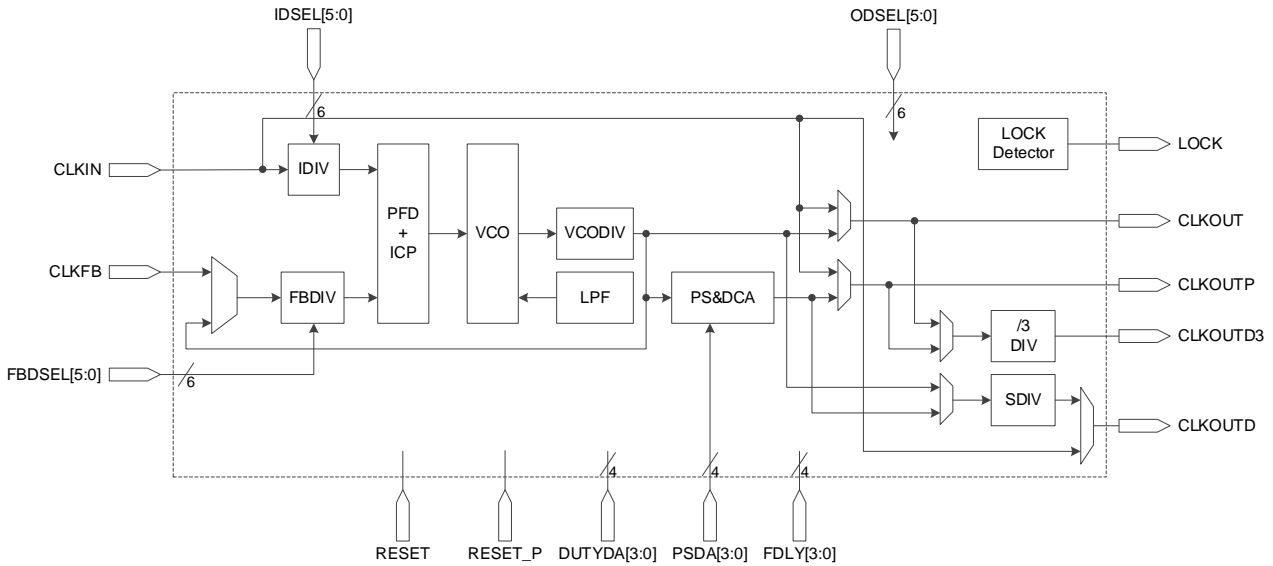 IDSEL[5:0]
ODSEL[5:0]
6
6
LOCK
Detector
LOCK
CLKIN
IDIV
PFD
+
ICP
VCO
VCODIV
CLKOUT
CLKFB
FBDIV
LPF
PS&DCA
CLKOUTP
/3
DIV
CLKOUTD3
FBDSEL[5:0]
6
SDIV
CLKOUTD
4
4
4
RESET
RESET_P
DUTYDA[3:0]
PSDA[3:0]
FDLY[3:0]